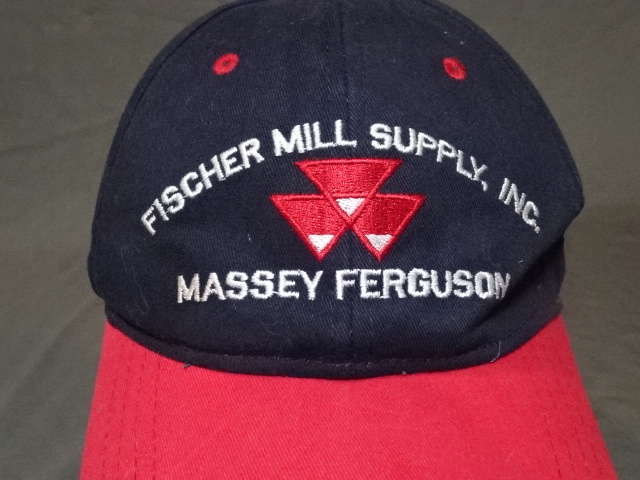 FISCHER MILL SUPPLY, INC.
MASSEY FERGUSON